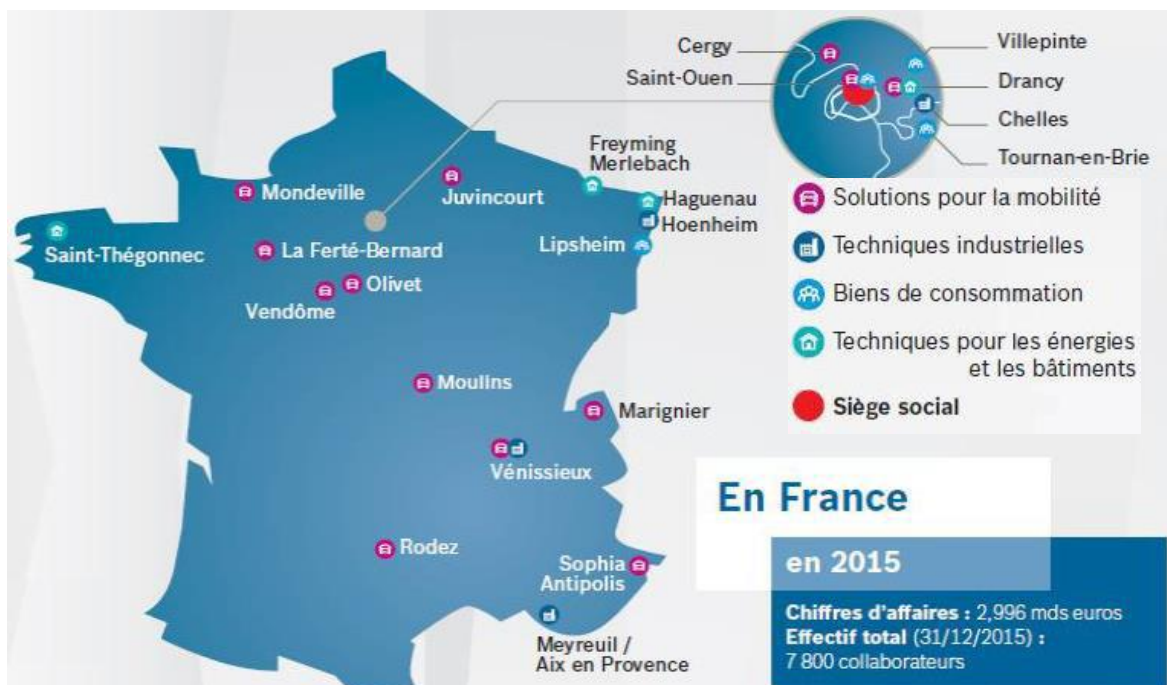 Cergy
Saint-Ouen
Villepinte
Drancy
Chelles
Tournan-en-Brie
Freyming
Merlebach
Mondeville
Juvincourt
Haguenau
Hoenheim
Saint-Thégonnec
La Ferté-Bernard
Lipsheim
Olivet
Vendôme
Moulins
Marignier
Vénissieux
Rodez
Sophia
Antipolis
Meyreuil /
Aix en Provence
Solutions pour la mobilité
Techniques industrielles
Biens de consommation
Techniques pour les énergies
et les bâtiments
Siège social
En France
en 2015
Chiffres d'affaires : 2,996 mds euros
Effectif total (31/12/2015) :
7 800 collaborateurs